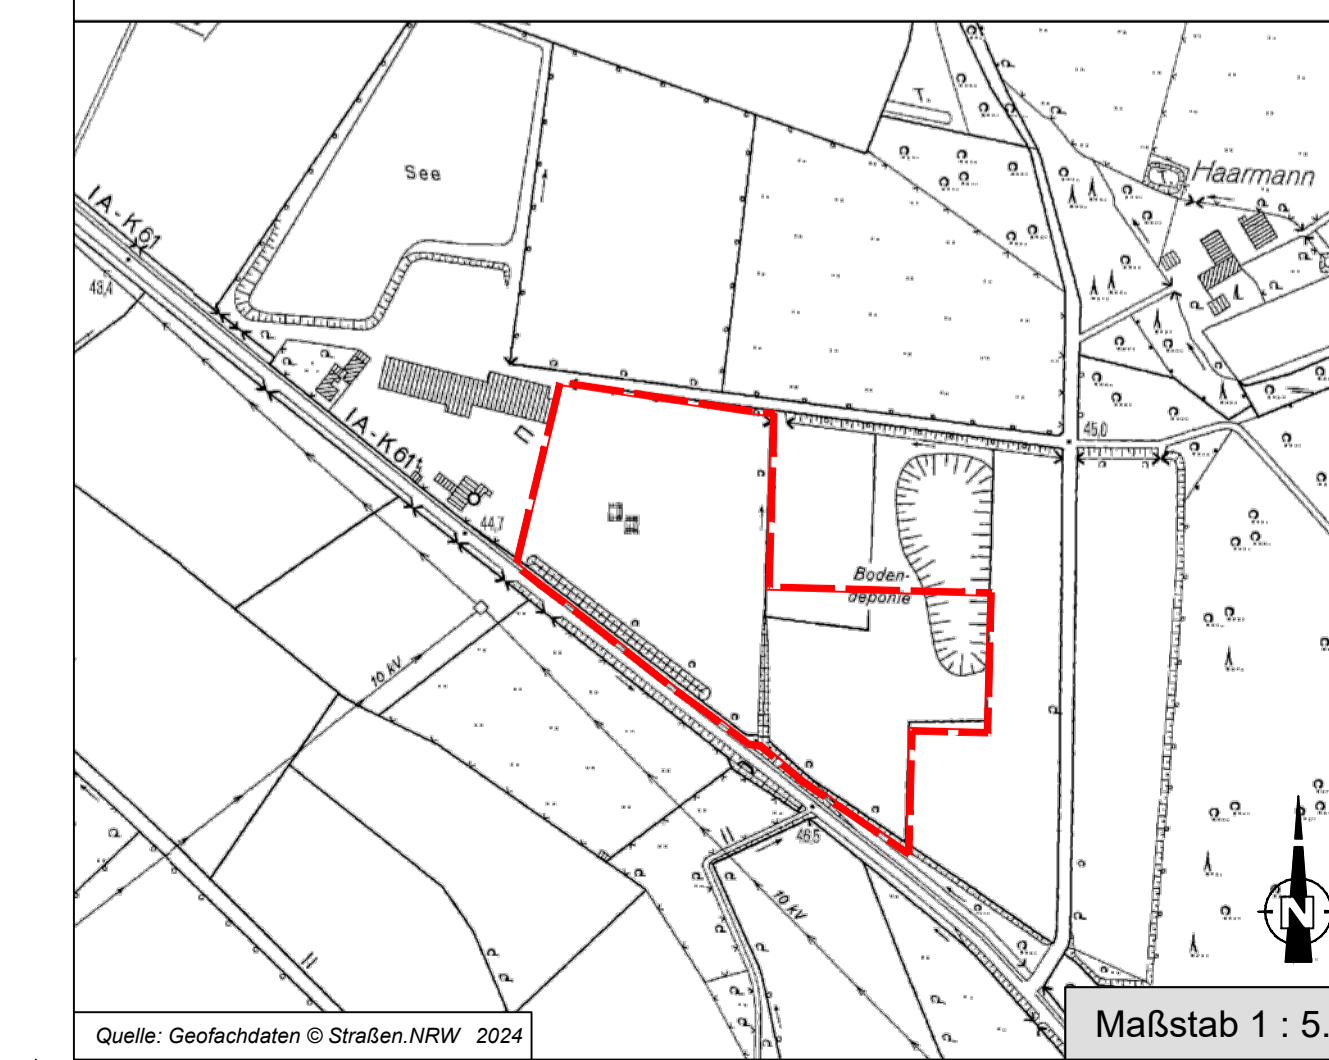 T.
See
Haarmann
IA-K61
48,4
45,0
IA-K61
44,7
Boden-
deponie
10 kV
46,5
10 kV
N
Quelle: Geofachdaten © Straßen.NRW 2024
Maßstab 1 : 5.